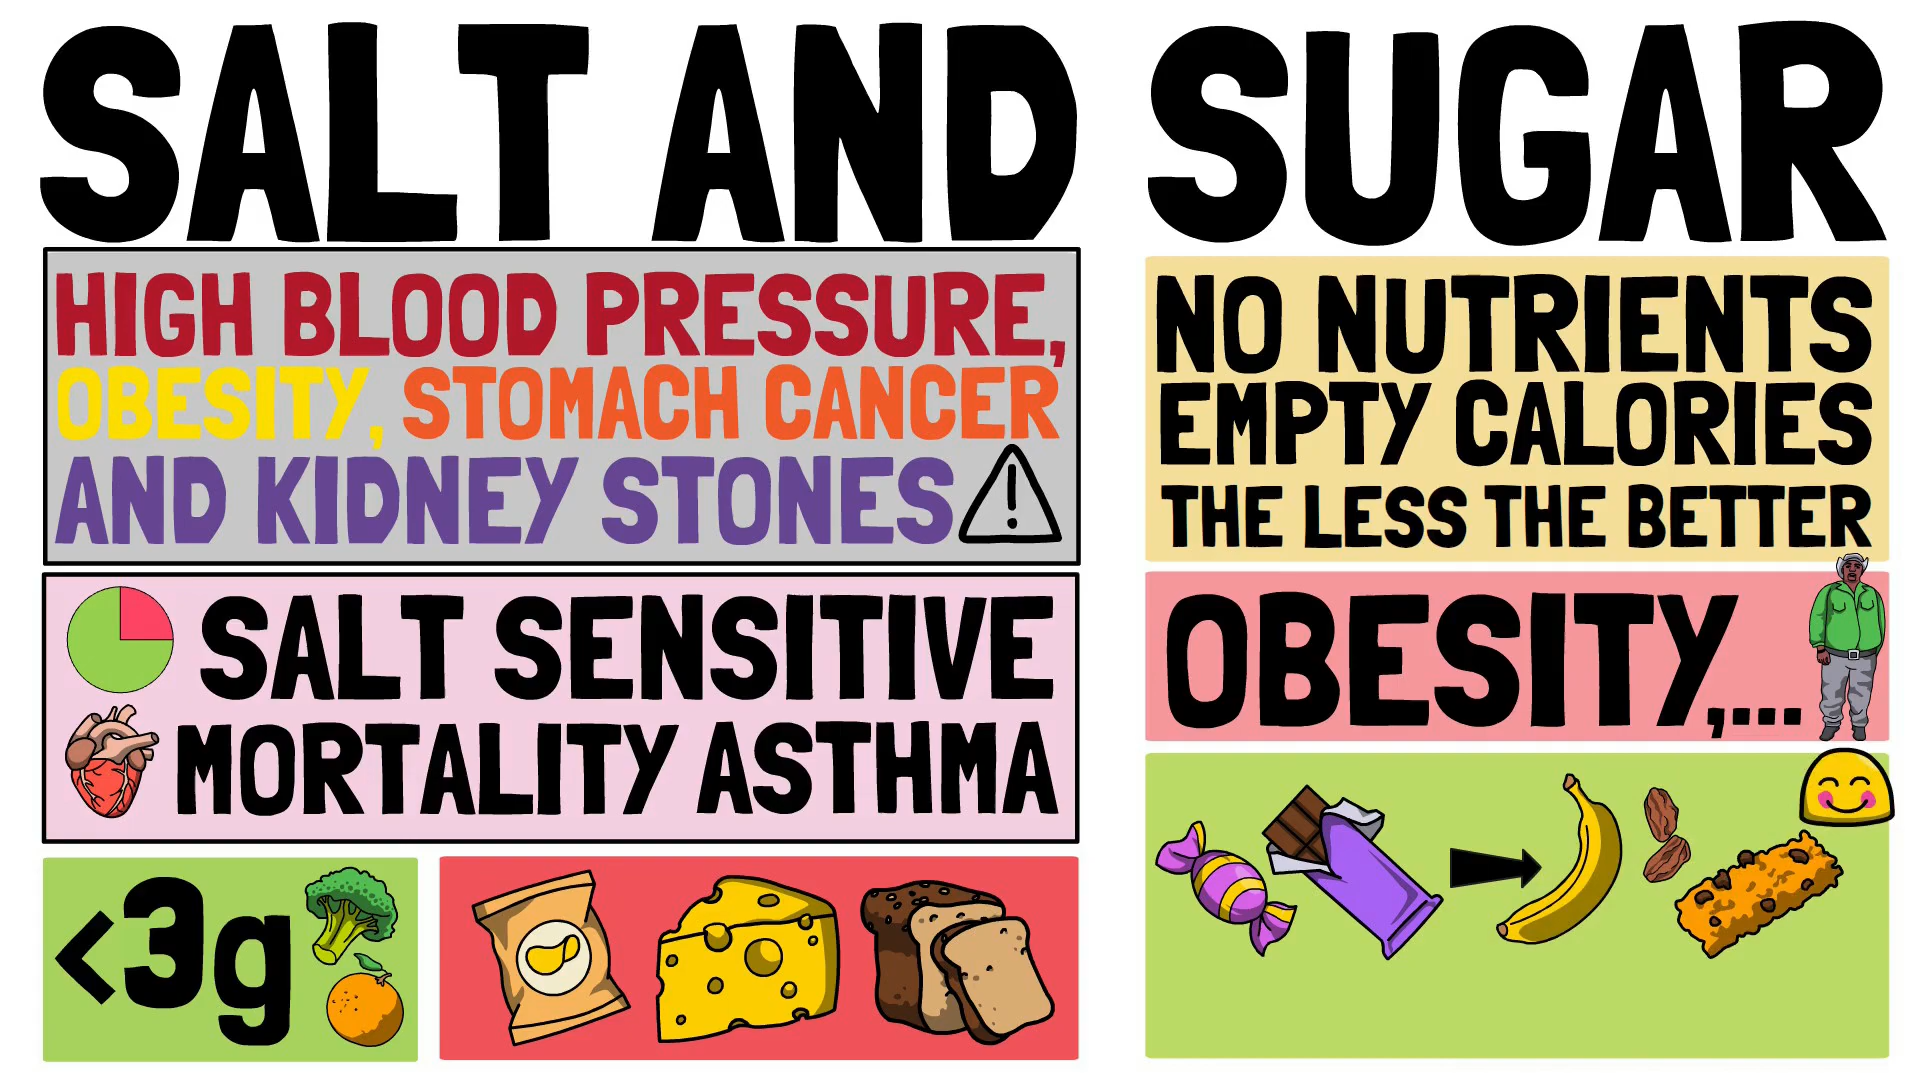 SALT AND SUGAR
HIGH BLOOD PRESSURE,
OBESITY, STOMACH CANCER
AND KIDNEY STONES
SALT SENSITIVE
MORTALITY ASTHMA
<3g
NO NUTRIENTS
EMPTY CALORIES
THE LESS THE BETTER
OBESITY,...